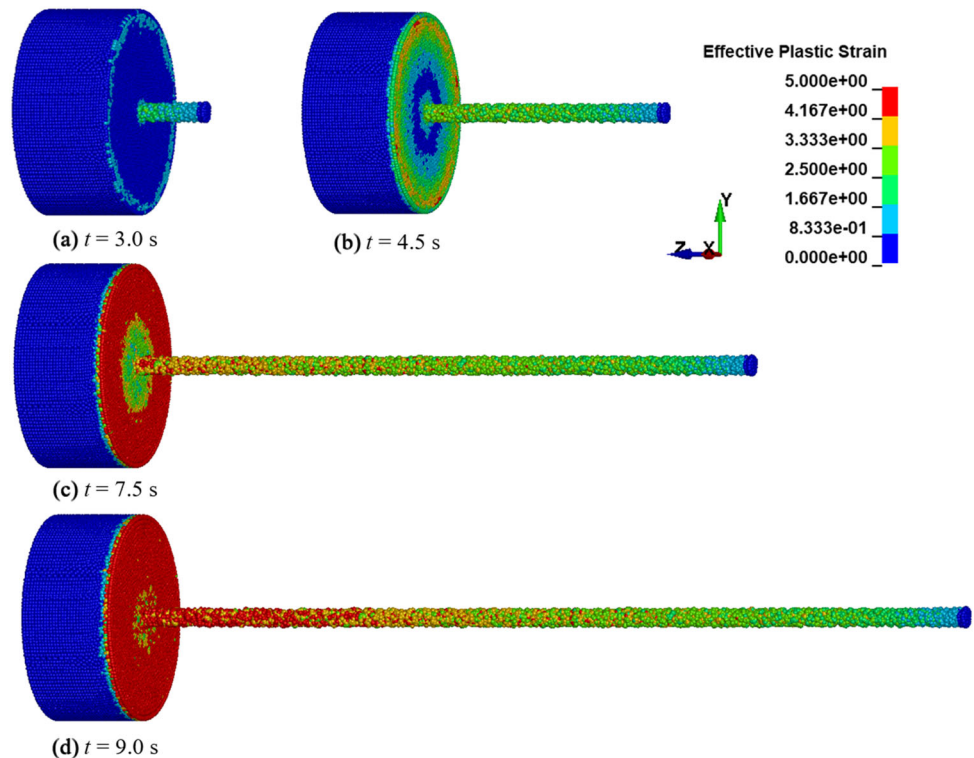 Effective Plastic Strain
5.000e+00
4.167e+00
3.333e+00
2.500e+00
1.667e+00
8.333e-01
0.000e+00
Y
Z X
(a) t = 3.0 s
(b) t = 4.5 s
(c) t = 7.5 s
(d) t = 9.0 s